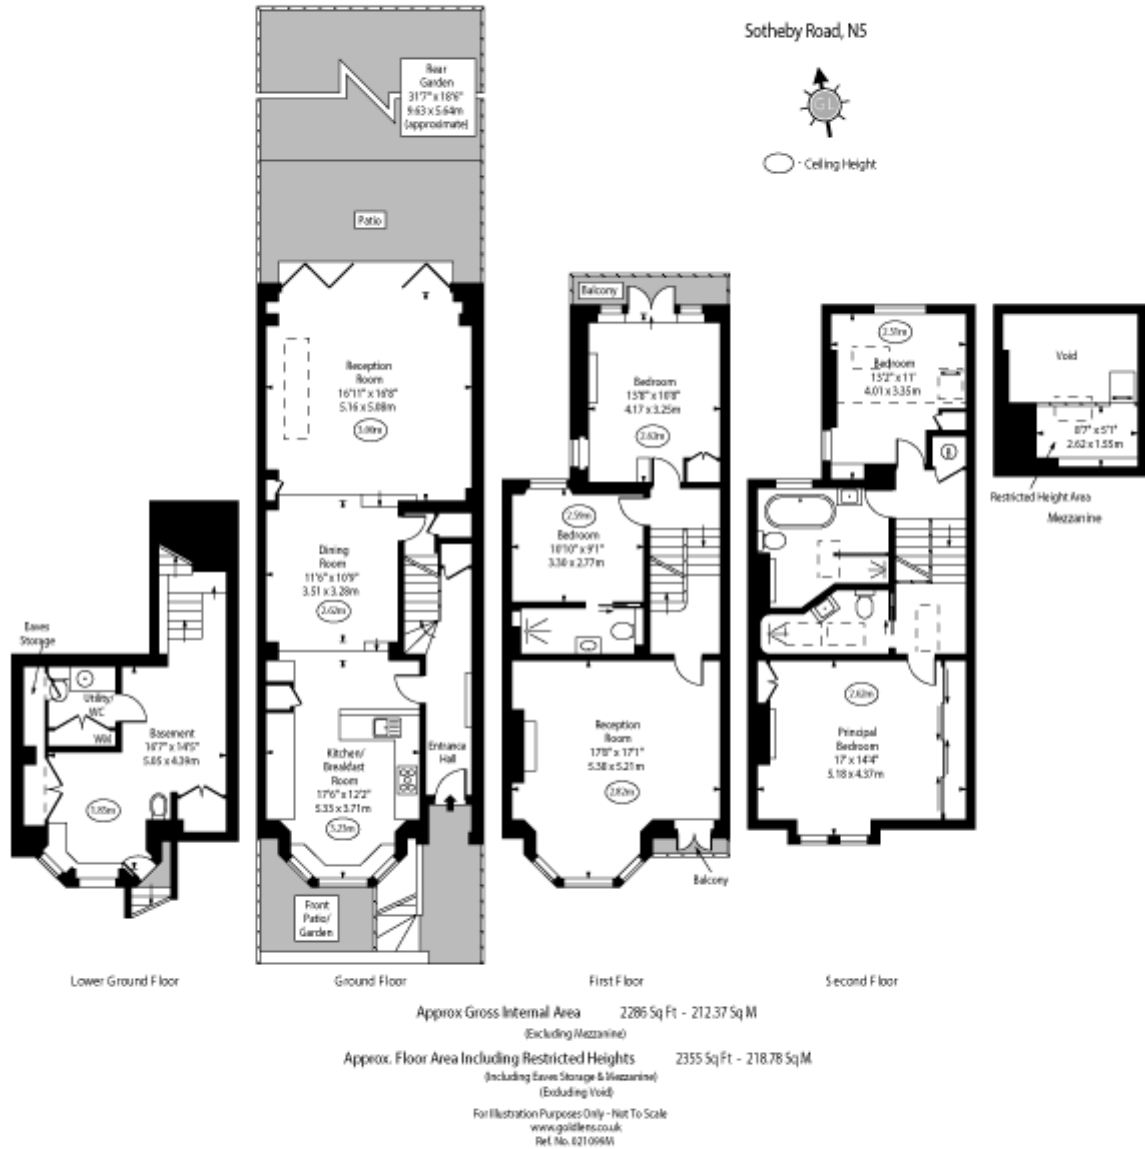 Sotheby Road, N5
GL
- Ceiling Height
Rear
Garden
31'7" x 18'6"
9.63 x 5.64m
(approximate)
Patio
Reception
Room
16'11" x 16'8"
5.16 x 5.08m
Dining
Room
11'6" x 10'9"
3.51 x 3.28m
2.62m
Kitchen/
Breakfast
Room
17'6" x 12'2"
5.33 x 3.71m
3.23m
Entrance
Hall
Front
Patio/
Garden
Ground Floor
Eaves
Storage
Utility/
WC
WM
Basement
16'7" x 14'5"
5.05 x 4.39m
Lower Ground Floor
Balcony
Bedroom
13'8" x 10'8"
4.17 x 3.25m
2.63m
2.59m
Bedroom
10'10" x 9'1"
3.30 x 2.77m
Reception
Room
17'8" x 17'1"
5.38 x 5.21m
2.82m
Balcony
First Floor
2.51m
Bedroom
13'2" x 11'
4.01 x 3.35m
B
2.62m
Principal
Bedroom
17' x 14'4"
5.18 x 4.37m
Second Floor
Void
8'7" x 5'1"
2.62 x 1.55m
Restricted Height Area
Mezzanine
Approx Gross Internal Area 2286 Sq Ft - 212.37 Sq M
(Excluding Mezzanine)
Approx. Floor Area Including Restricted Heights 2355 Sq Ft - 218.78 Sq M
(Including Eaves Storage & Mezzanine)
(Excluding Void)
For Illustration Purposes Only - Not To Scale
www.goldlens.co.uk
Ref. No. 021099M